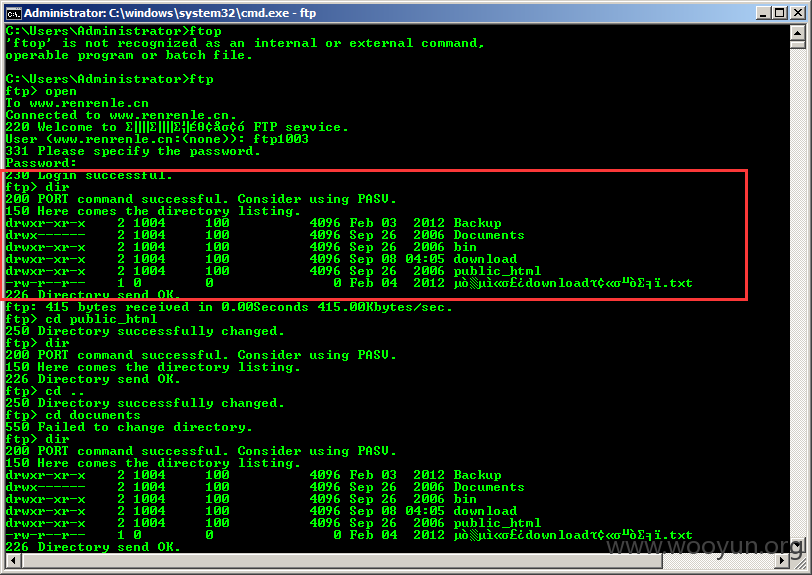 Administrator: C:\windows\system32\cmd.exe - ftp
C:\Users\Administrator>ftop
'ftop' is not recognized as an internal or external command,
operable program or batch file.
C:\Users\Administrator>ftp
ftp> open
To www.renrenle.cn
Connected to www.renrenle.cn.
220 Welcome to FTP service.
User (www.renrenle.cn:(none)): ftp1003
331 Please specify the password.
Password:
230 Login successful.
ftp> dir
200 PORT command successful. Consider using PASV.
150 Here comes the directory listing.
drwxr-xr-x 2 1004 100 4096 Feb 03 2012 Backup
drwx------ 2 1004 100 4096 Sep 26 2006 Documents
drwxr-xr-x 2 1004 100 4096 Sep 26 2006 bin
drwxr-xr-x 2 1004 100 4096 Sep 08 04:05 download
drwxr-xr-x 2 1004 100 4096 Sep 26 2006 public_html
-rw-r--r-- 1 0 0 0 Feb 04 2012
226 Directory send OK.
ftp: 415 bytes received in 0.00Seconds 415.00Kbytes/sec.
ftp> cd public_html
250 Directory successfully changed.
ftp> dir
200 PORT command successful. Consider using PASV.
150 Here comes the directory listing.
226 Directory send OK.
ftp> cd ..
250 Directory successfully changed.
ftp> cd documents
550 Failed to change directory.
ftp> dir
200 PORT command successful. Consider using PASV.
150 Here comes the directory listing.
drwxr-xr-x 2 1004 100 4096 Feb 03 2012 Backup
drwx------ 2 1004 100 4096 Sep 26 2006 Documents
drwxr-xr-x 2 1004 100 4096 Sep 26 2006 bin
drwxr-xr-x 2 1004 100 4096 Sep 08 04:05 download
drwxr-xr-x 2 1004 100 4096 Sep 26 2006 public_html
-rw-r--r-- 1 0 0 0 Feb 04 2012
226 Directory send OK.
www.wooyun.org